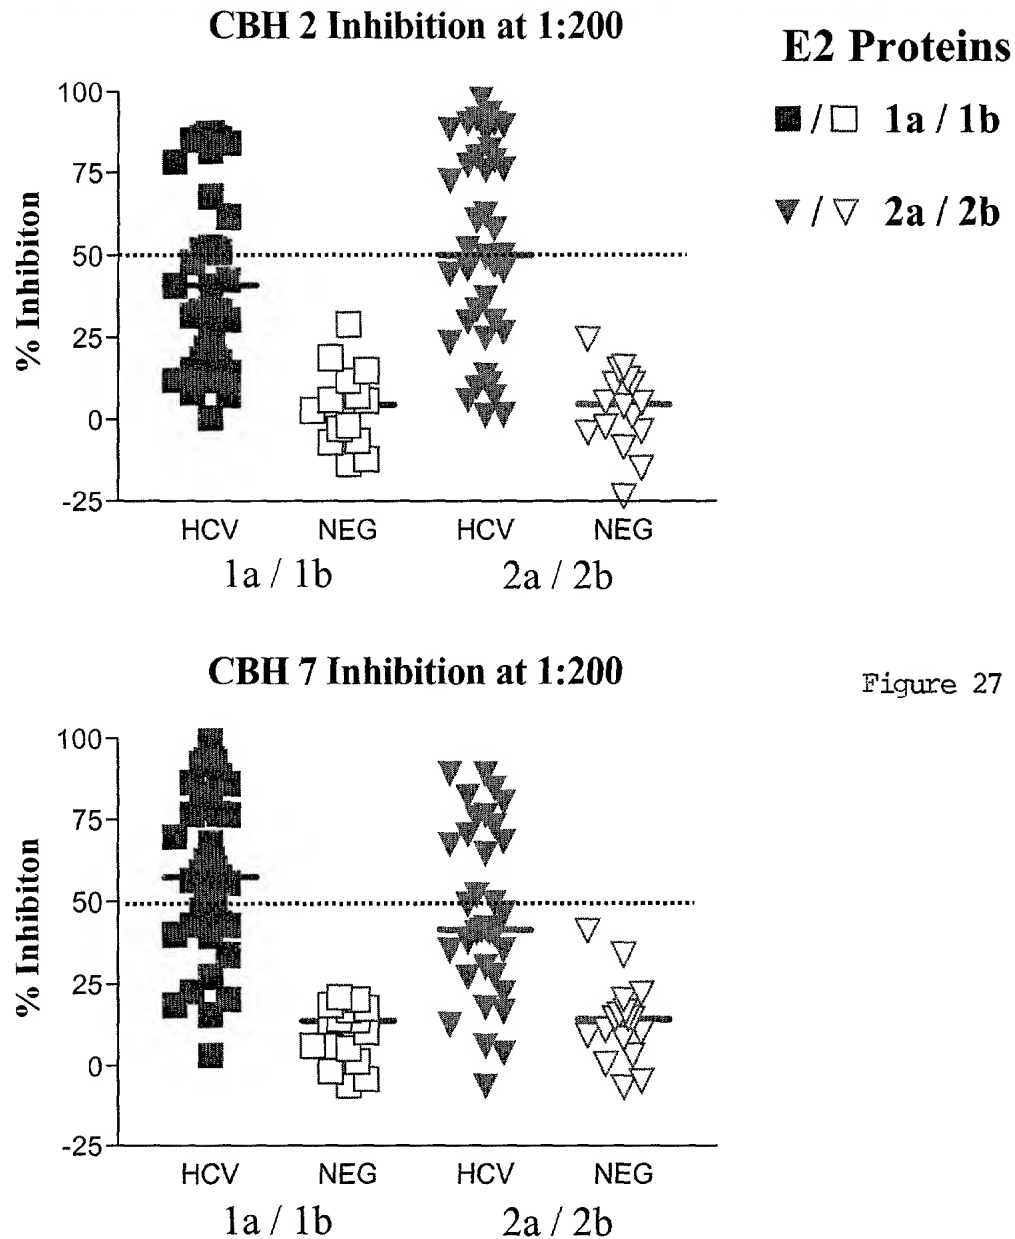 CBH 2 Inhibition at 1:200
E2 Proteins
/ 1a / 1b
/ 2a / 2b
% Inhibiton
100
75
50
25
0
-25
HCV NEG HCV NEG
1a / 1b 2a / 2b
CBH 7 Inhibition at 1:200
Figure 27
% Inhibiton
100
75
50
25
0
-25
HCV NEG HCV NEG
1a / 1b 2a / 2b